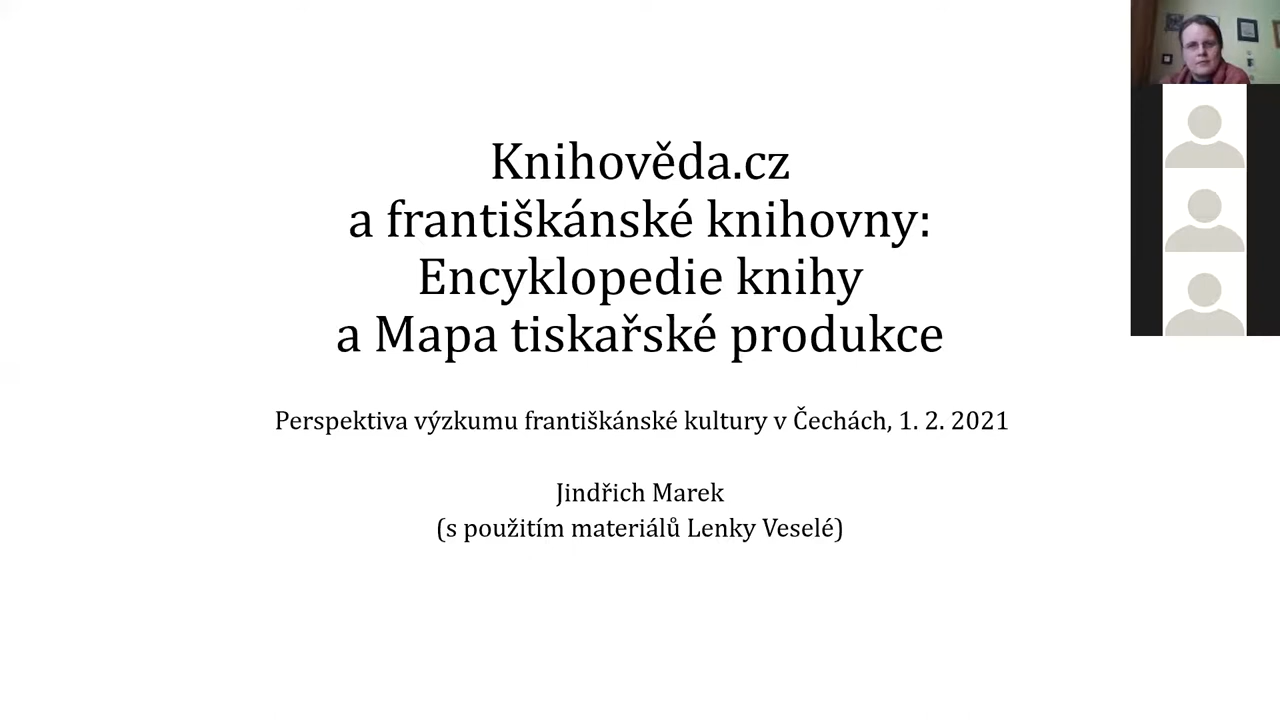 Knihověda.cz
a františkánské knihovny:
Encyklopedie knihy
a Mapa tiskařské produkce
Perspektiva výzkumu františkánské kultury v Čechách, 1. 2. 2021
Jindřich Marek
(s použitím materiálů Lenky Veselé)